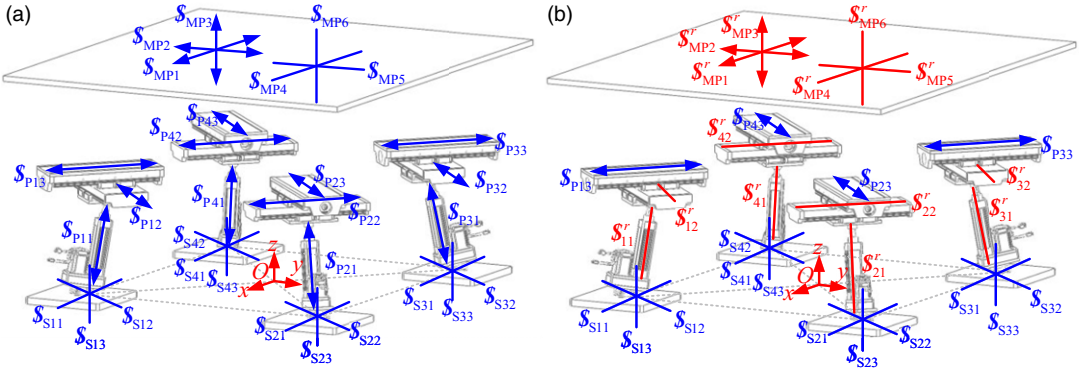 (a)
$MP3
$MP6
$MP2
$MP1
$MP5
$MP4
$P43
$P42
$P33
$P13
$P23
$P32
$P12
$P41
$P22
$P11
$P31
$S42
$P21
z
O
y
x
$S41
$S43
$S11
$S12
$S13
$S21
$S22
$S23
$S31
$S32
$S33
(b)
$rMP3
$rMP6
$rMP2
$rMP1
$rMP5
$rMP4
$P43
$r42
$P33
$P13
$P23
$r32
$r12
$r41
$r22
$r11
$r31
$S42
$r21
z
O
y
x
$S41
$S43
$S11
$S12
$S13
$S21
$S22
$S23
$S31
$S32
$S33